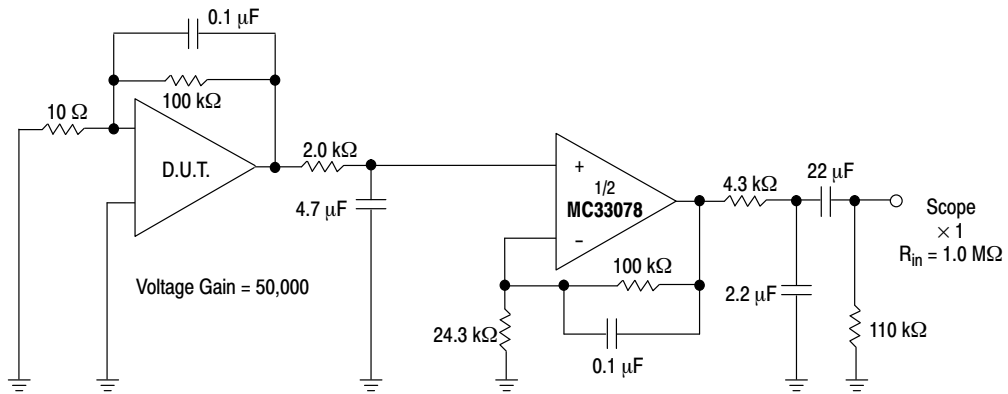 0.1 μF
100 kΩ
10 Ω
D.U.T.
2.0 kΩ
4.7 μF
Voltage Gain = 50,000
+
1/2
MC33078
–
4.3 kΩ
22 μF
Scope
× 1
Rin = 1.0 MΩ
100 kΩ
2.2 μF
24.3 kΩ
0.1 μF
110 kΩ